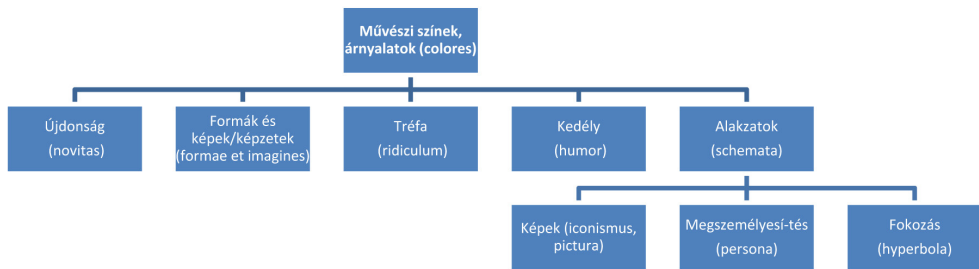 Művészi színek,
árnyalatok (colores)
Újdonság
(novitas)
Formák és
képek/képzetek
(formae et imagines)
Tréfa
(ridiculum)
Kedély
(humor)
Alakzatok
(schemata)
Képek (iconismus,
pictura)
Megszemélyesí-tés
(persona)
Fokozás
(hyperbola)